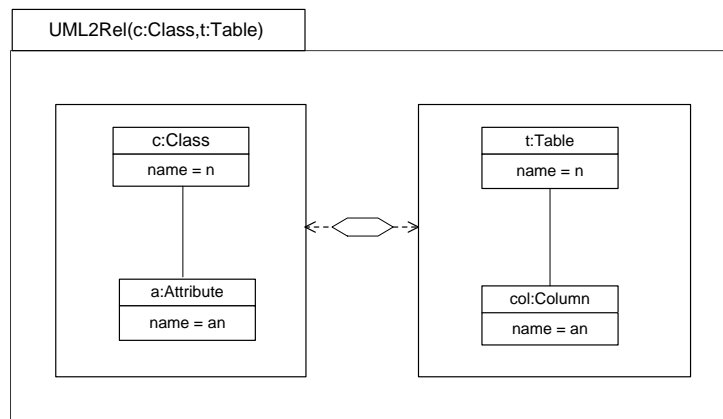 UML2Rel(c:Class,t:Table)
c:Class
name = n
t:Table
name = n
a:Attribute
name = an
col:Column
name = an